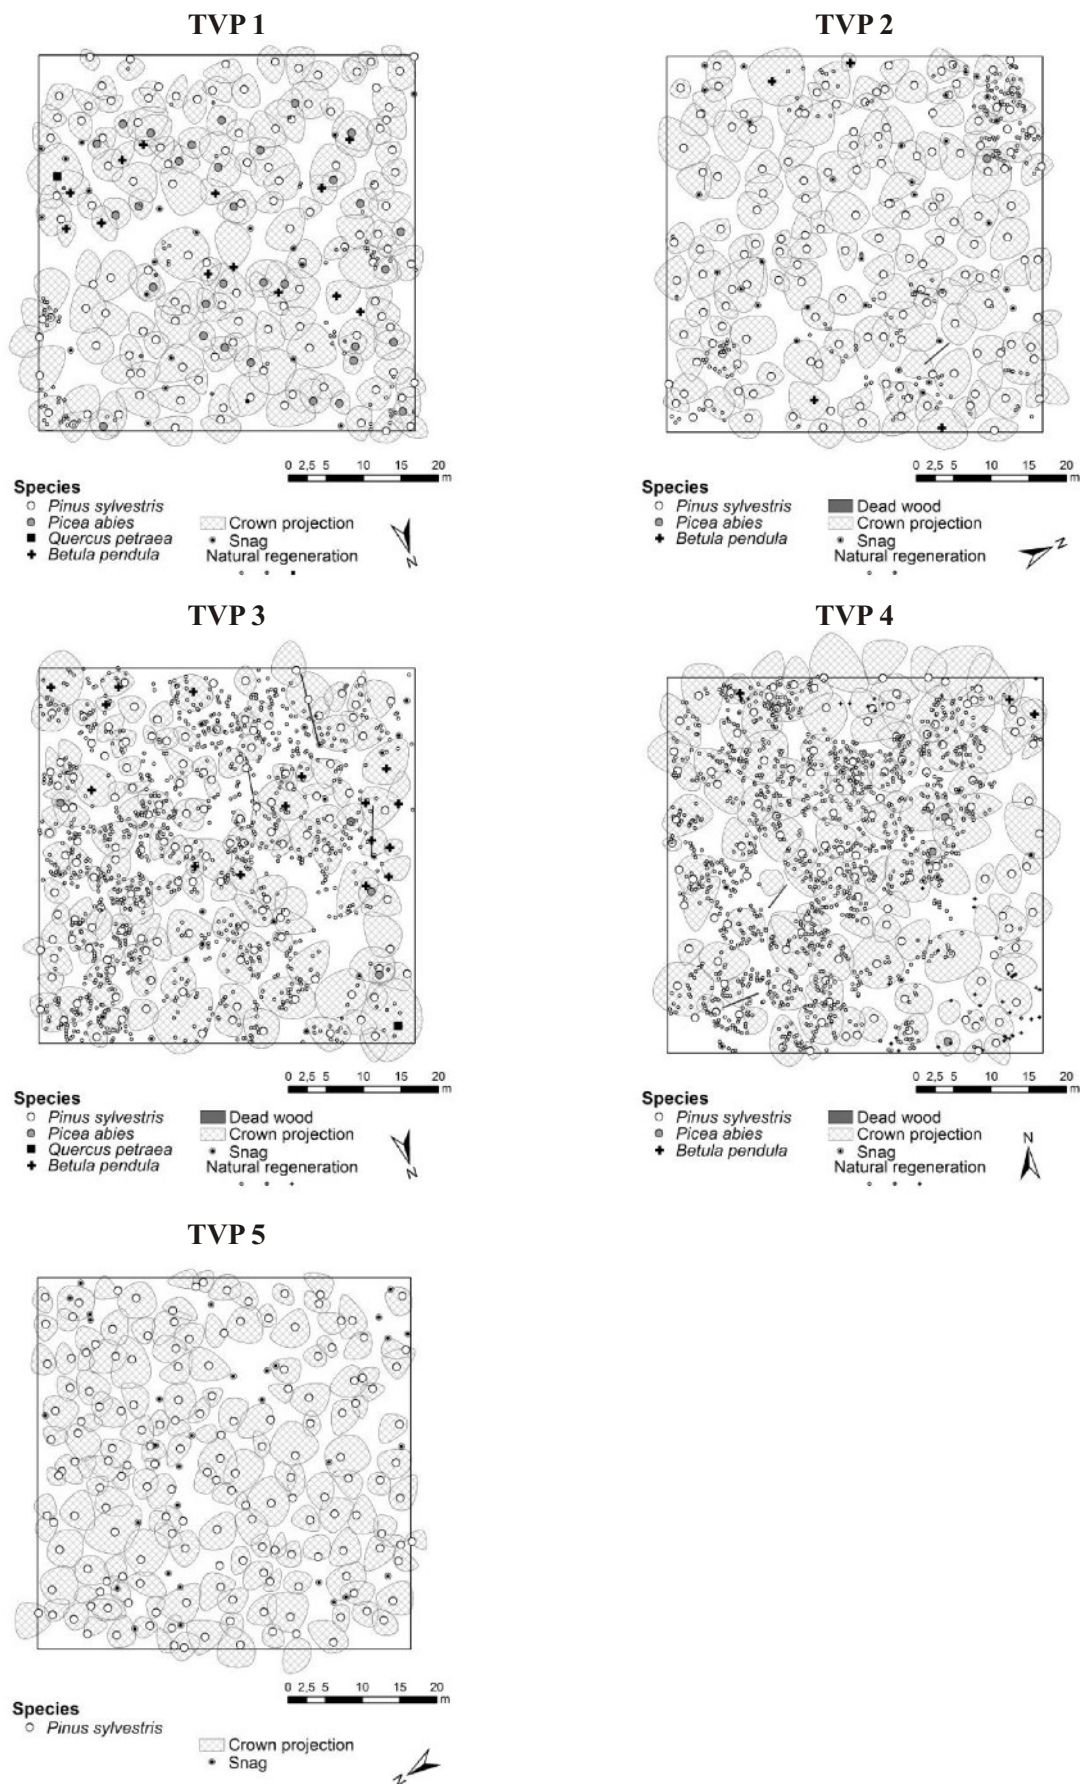 TVP 1
TVP 2
0 2,5 5 10 15 20
m
Species
Pinus sylvestris
Picea abies
Quercus petraea
Betula pendula
Crown projection
Snag
Natural regeneration
N
0 2,5 5 10 15 20
m
Species
Pinus sylvestris
Picea abies
Betula pendula
Dead wood
Crown projection
Snag
Natural regeneration
N
TVP 3
TVP 4
0 2,5 5 10 15 20
m
Species
Pinus sylvestris
Picea abies
Quercus petraea
Betula pendula
Dead wood
Crown projection
Snag
Natural regeneration
N
0 2,5 5 10 15 20
m
Species
Pinus sylvestris
Picea abies
Betula pendula
Dead wood
Crown projection
Snag
Natural regeneration
N
TVP 5
0 2,5 5 10 15 20
m
Species
Pinus sylvestris
Crown projection
Snag
N